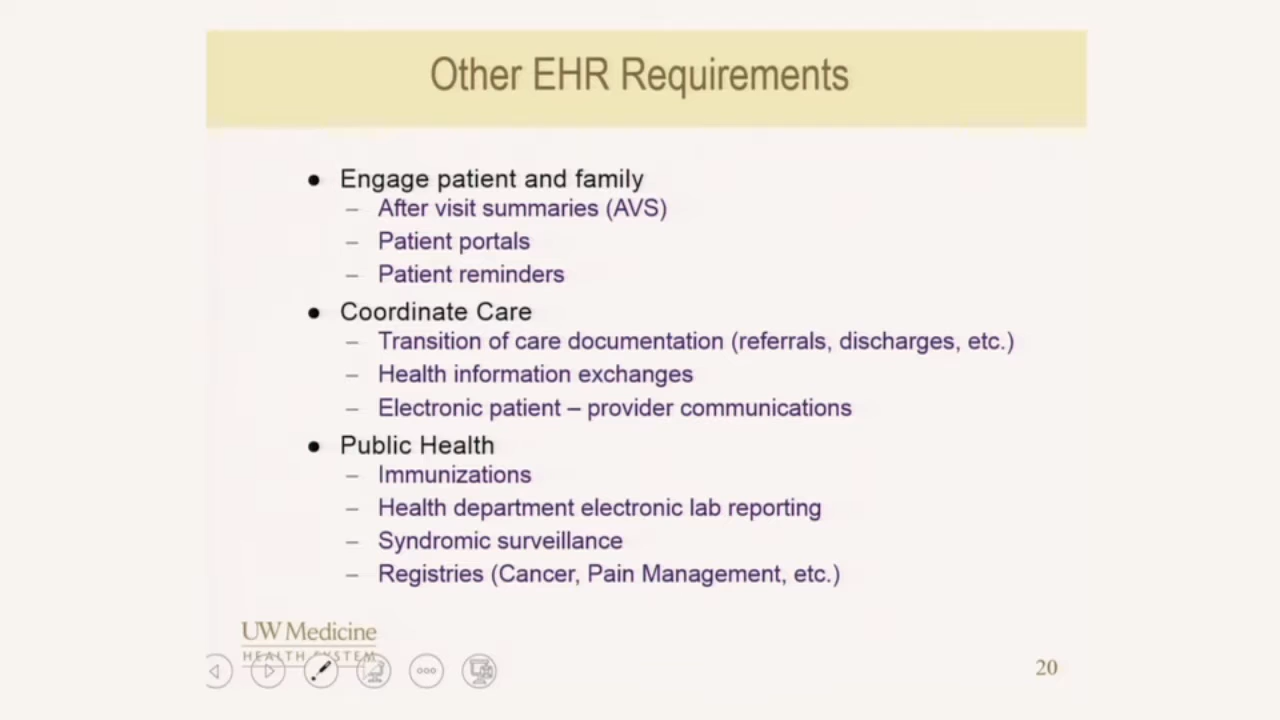 Other EHR Requirements
● Engage patient and family
– After visit summaries (AVS)
– Patient portals
– Patient reminders
● Coordinate Care
– Transition of care documentation (referrals, discharges, etc.)
– Health information exchanges
– Electronic patient – provider communications
● Public Health
– Immunizations
– Health department electronic lab reporting
– Syndromic surveillance
– Registries (Cancer, Pain Management, etc.)
UW Medicine
HEALTH SYSTEM
20